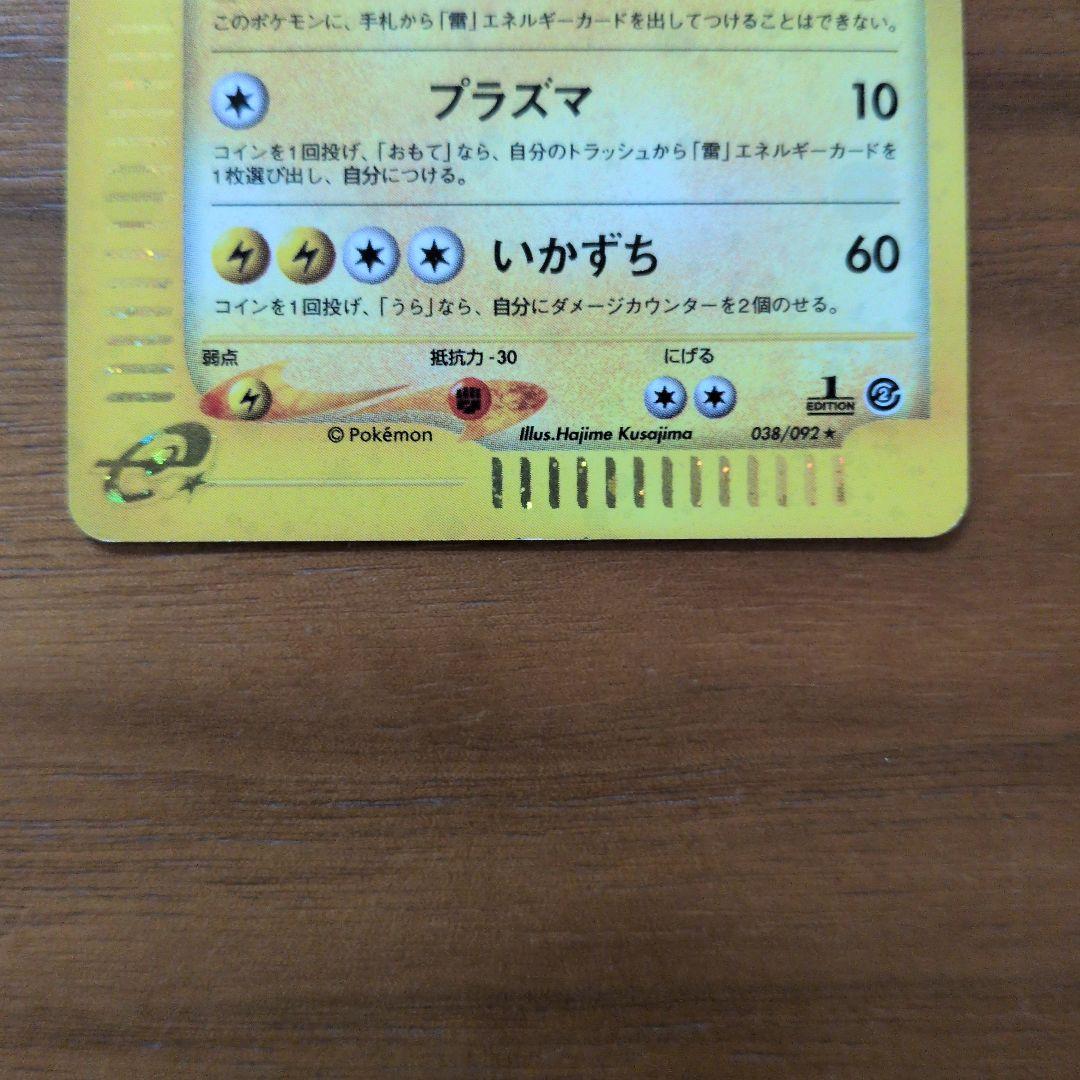 このポケモンに、手札から「雷」エネルギーカードを出してつけることはできない。
プラズマ 10
コインを1回投げ、「おもて」なら、自分のトラッシュから「雷」エネルギーカードを
1枚選び出し、自分につける。
いかずち 60
コインを1回投げ、「うら」なら、自分にダメージカウンターを2個のせる。
弱点 抵抗力 -30 にげる
1
EDITION
© Pokémon Illus.Hajime Kusajima 038/092 ★
e